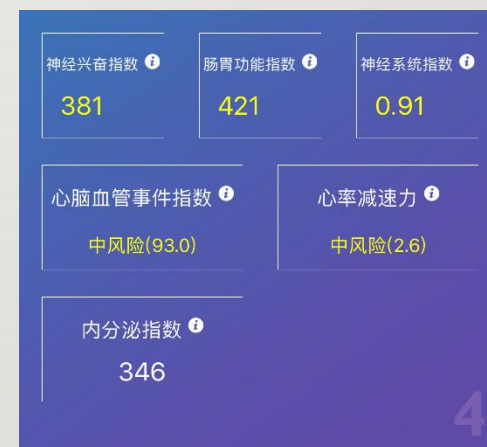 神经兴奋指数 肠胃功能指数 神经系统指数
381 421 0.91
心脑血管事件指数 心率减速力
中风险(93.0) 中风险(2.6)
内分泌指数
346
4